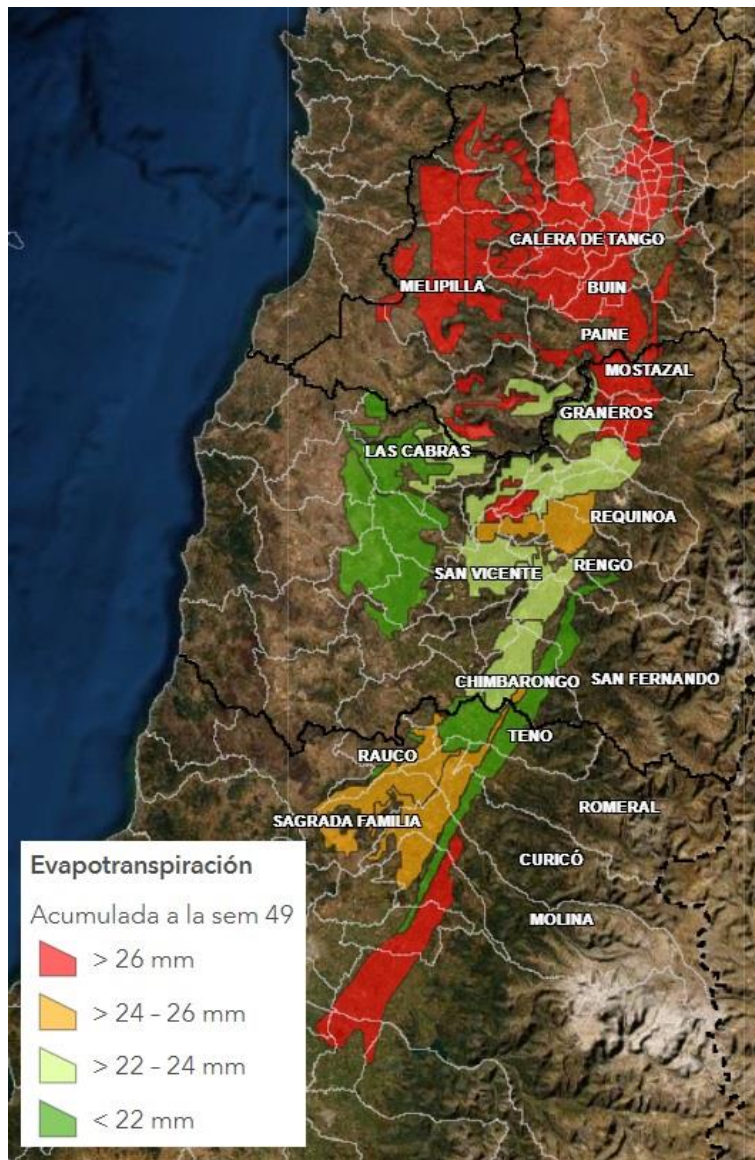 CALERA DE TANGO
MELIPILLA
BUIN
PAINE
MOSTAZAL
GRANEROS
LAS CABRAS
REQUINOA
RENGO
SAN VICENTE
CHIMBARONGO
SAN FERNANDO
TENO
RAUCO
ROMERAL
SAGRADA FAMILIA
CURICÓ
MOLINA
Evapotranspiración
Acumulada a la sem 49
> 26 mm
> 24 – 26 mm
> 22 – 24 mm
< 22 mm